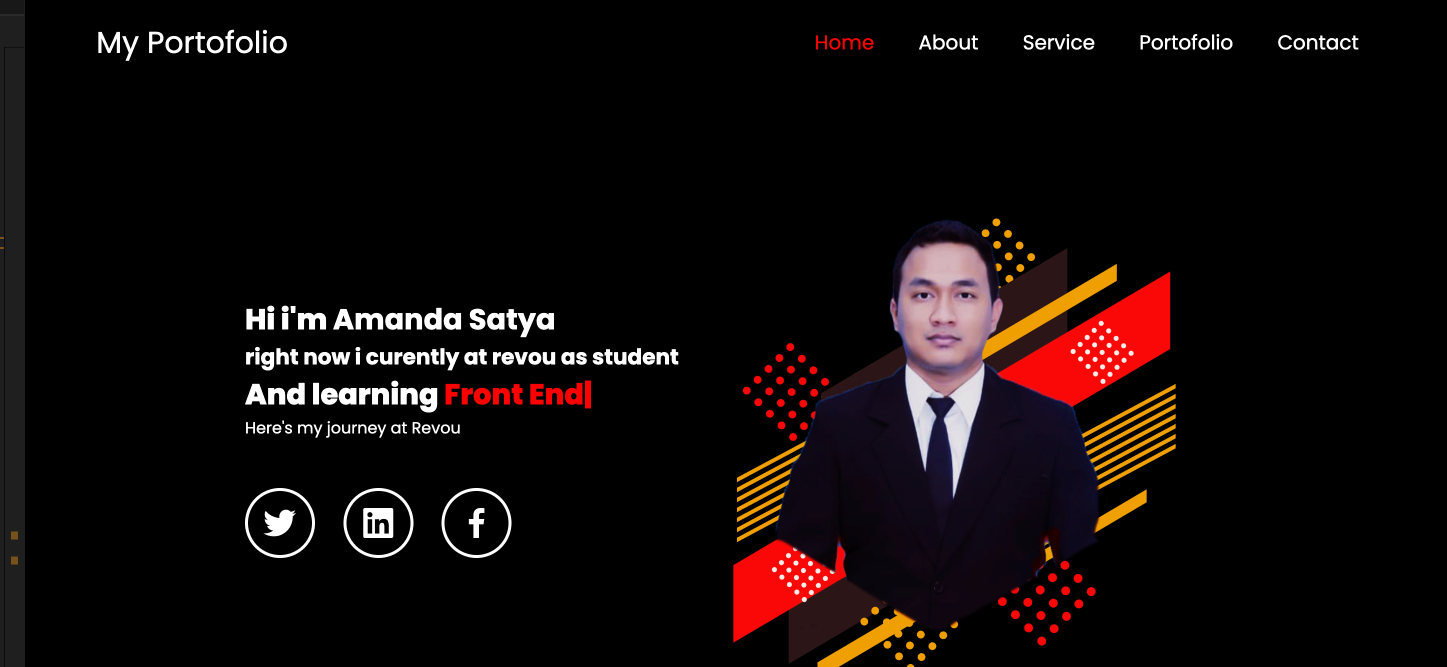 My Portofolio
Home About Service Portofolio Contact
Hi i'm Amanda Satya
right now i curently at revou as student
And learning Front End|
Here's my journey at Revou
in
f